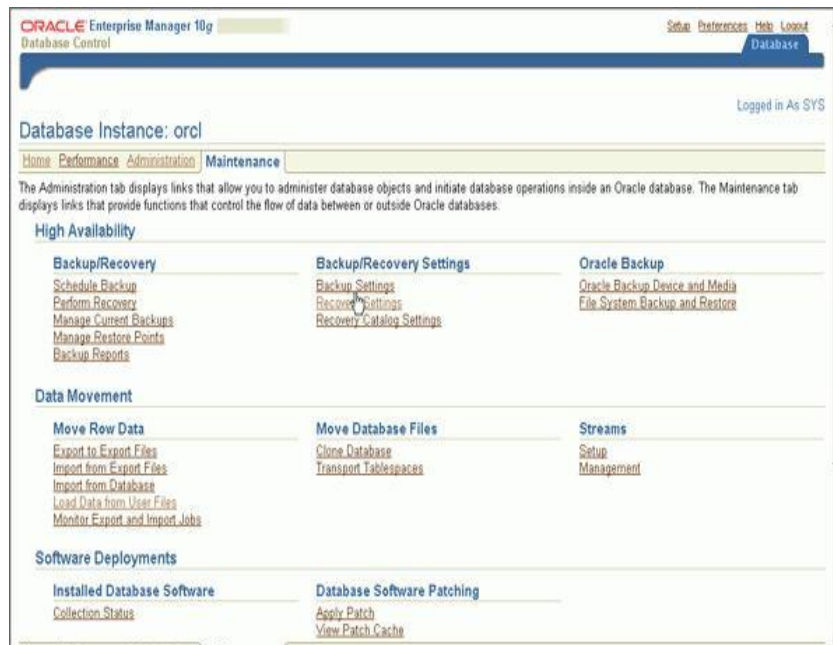 ORACLE Enterprise Manager 10g
Database Control
Setup Preferences Help Logout
Database
Logged in As SYS
Database Instance: orcl
Home Performance Administration Maintenance
The Administration tab displays links that allow you to administer database objects and initiate database operations inside an Oracle database. The Maintenance tab
displays links that provide functions that control the flow of data between or outside Oracle databases.
High Availability
Backup/Recovery
Schedule Backup
Perform Recovery
Manage Current Backups
Manage Restore Points
Backup Reports
Backup/Recovery Settings
Backup Settings
Recovery Settings
Recovery Catalog Settings
Oracle Backup
Oracle Backup Device and Media
File System Backup and Restore
Data Movement
Move Row Data
Export to Export Files
Import from Export Files
Import from Database
Load Data from User Files
Monitor Export and Import Jobs
Move Database Files
Clone Database
Transport Tablespaces
Streams
Setup
Management
Software Deployments
Installed Database Software
Collection Status
Database Software Patching
Apply Patch
View Patch Cache